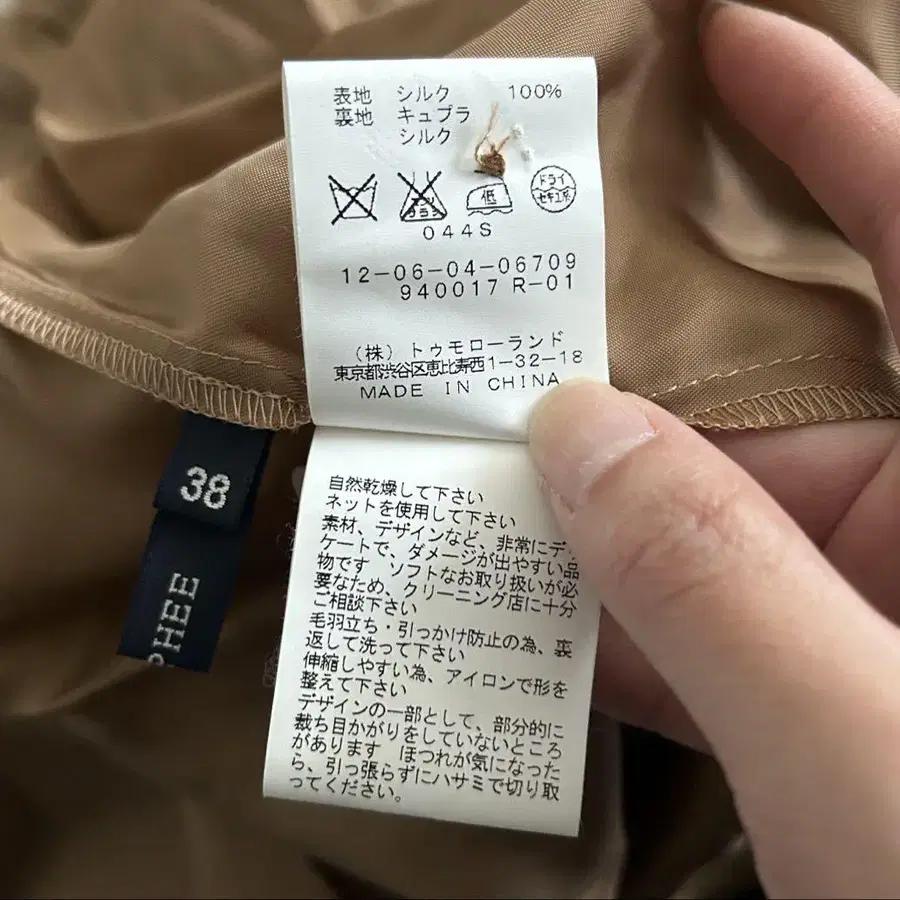 表地 シルク 100%
裏地 キュプラ
シルク
低
ドライ
セキユ系
044S
12-06-04-06709
940017 R-01
(株) トゥモローランド
東京都渋谷区恵比寿西1-32-18
MADE IN CHINA
38
PHEE
自然乾燥して下さい
ネットを使用して下さい
素材、デザインなど、非常にデ
ケートで、ダメージが出やすい品
物です ソフトなお取り扱いが必
要なため、クリーニング店に十分
ご相談下さい
毛羽立ち・引っかけ防止の為、裏
返して洗って下さい
伸縮しやすい為、アイロンで形を
整えて下さい
デザインの一部として、部分的に
裁ち目かがりをしていないところ
があります ほつれが気になった
ら、引っ張らずにハサミで切り取
ってください。